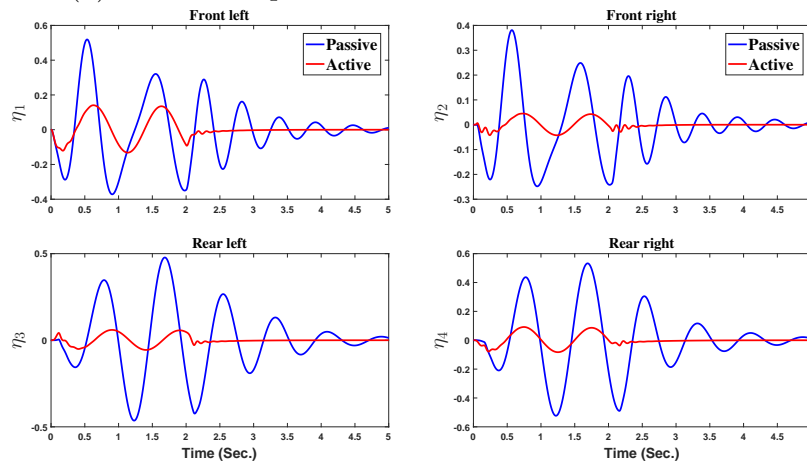 Front left
Passive
Active
η1
0.6
0.4
0.2
0
-0.2
-0.4
0 0.5 1 1.5 2 2.5 3 3.5 4 4.5 5
Front right
Passive
Active
η2
0.4
0.3
0.2
0.1
0
-0.1
-0.2
-0.3
0 0.5 1 1.5 2 2.5 3 3.5 4 4.5
Rear left
η3
0.5
0
-0.5
0 0.5 1 1.5 2 2.5 3 3.5 4 4.5 5
Time (Sec.)
Rear right
η4
0.6
0.4
0.2
0
-0.2
-0.4
-0.6
0 0.5 1 1.5 2 2.5 3 3.5 4 4.5
Time (Sec.)